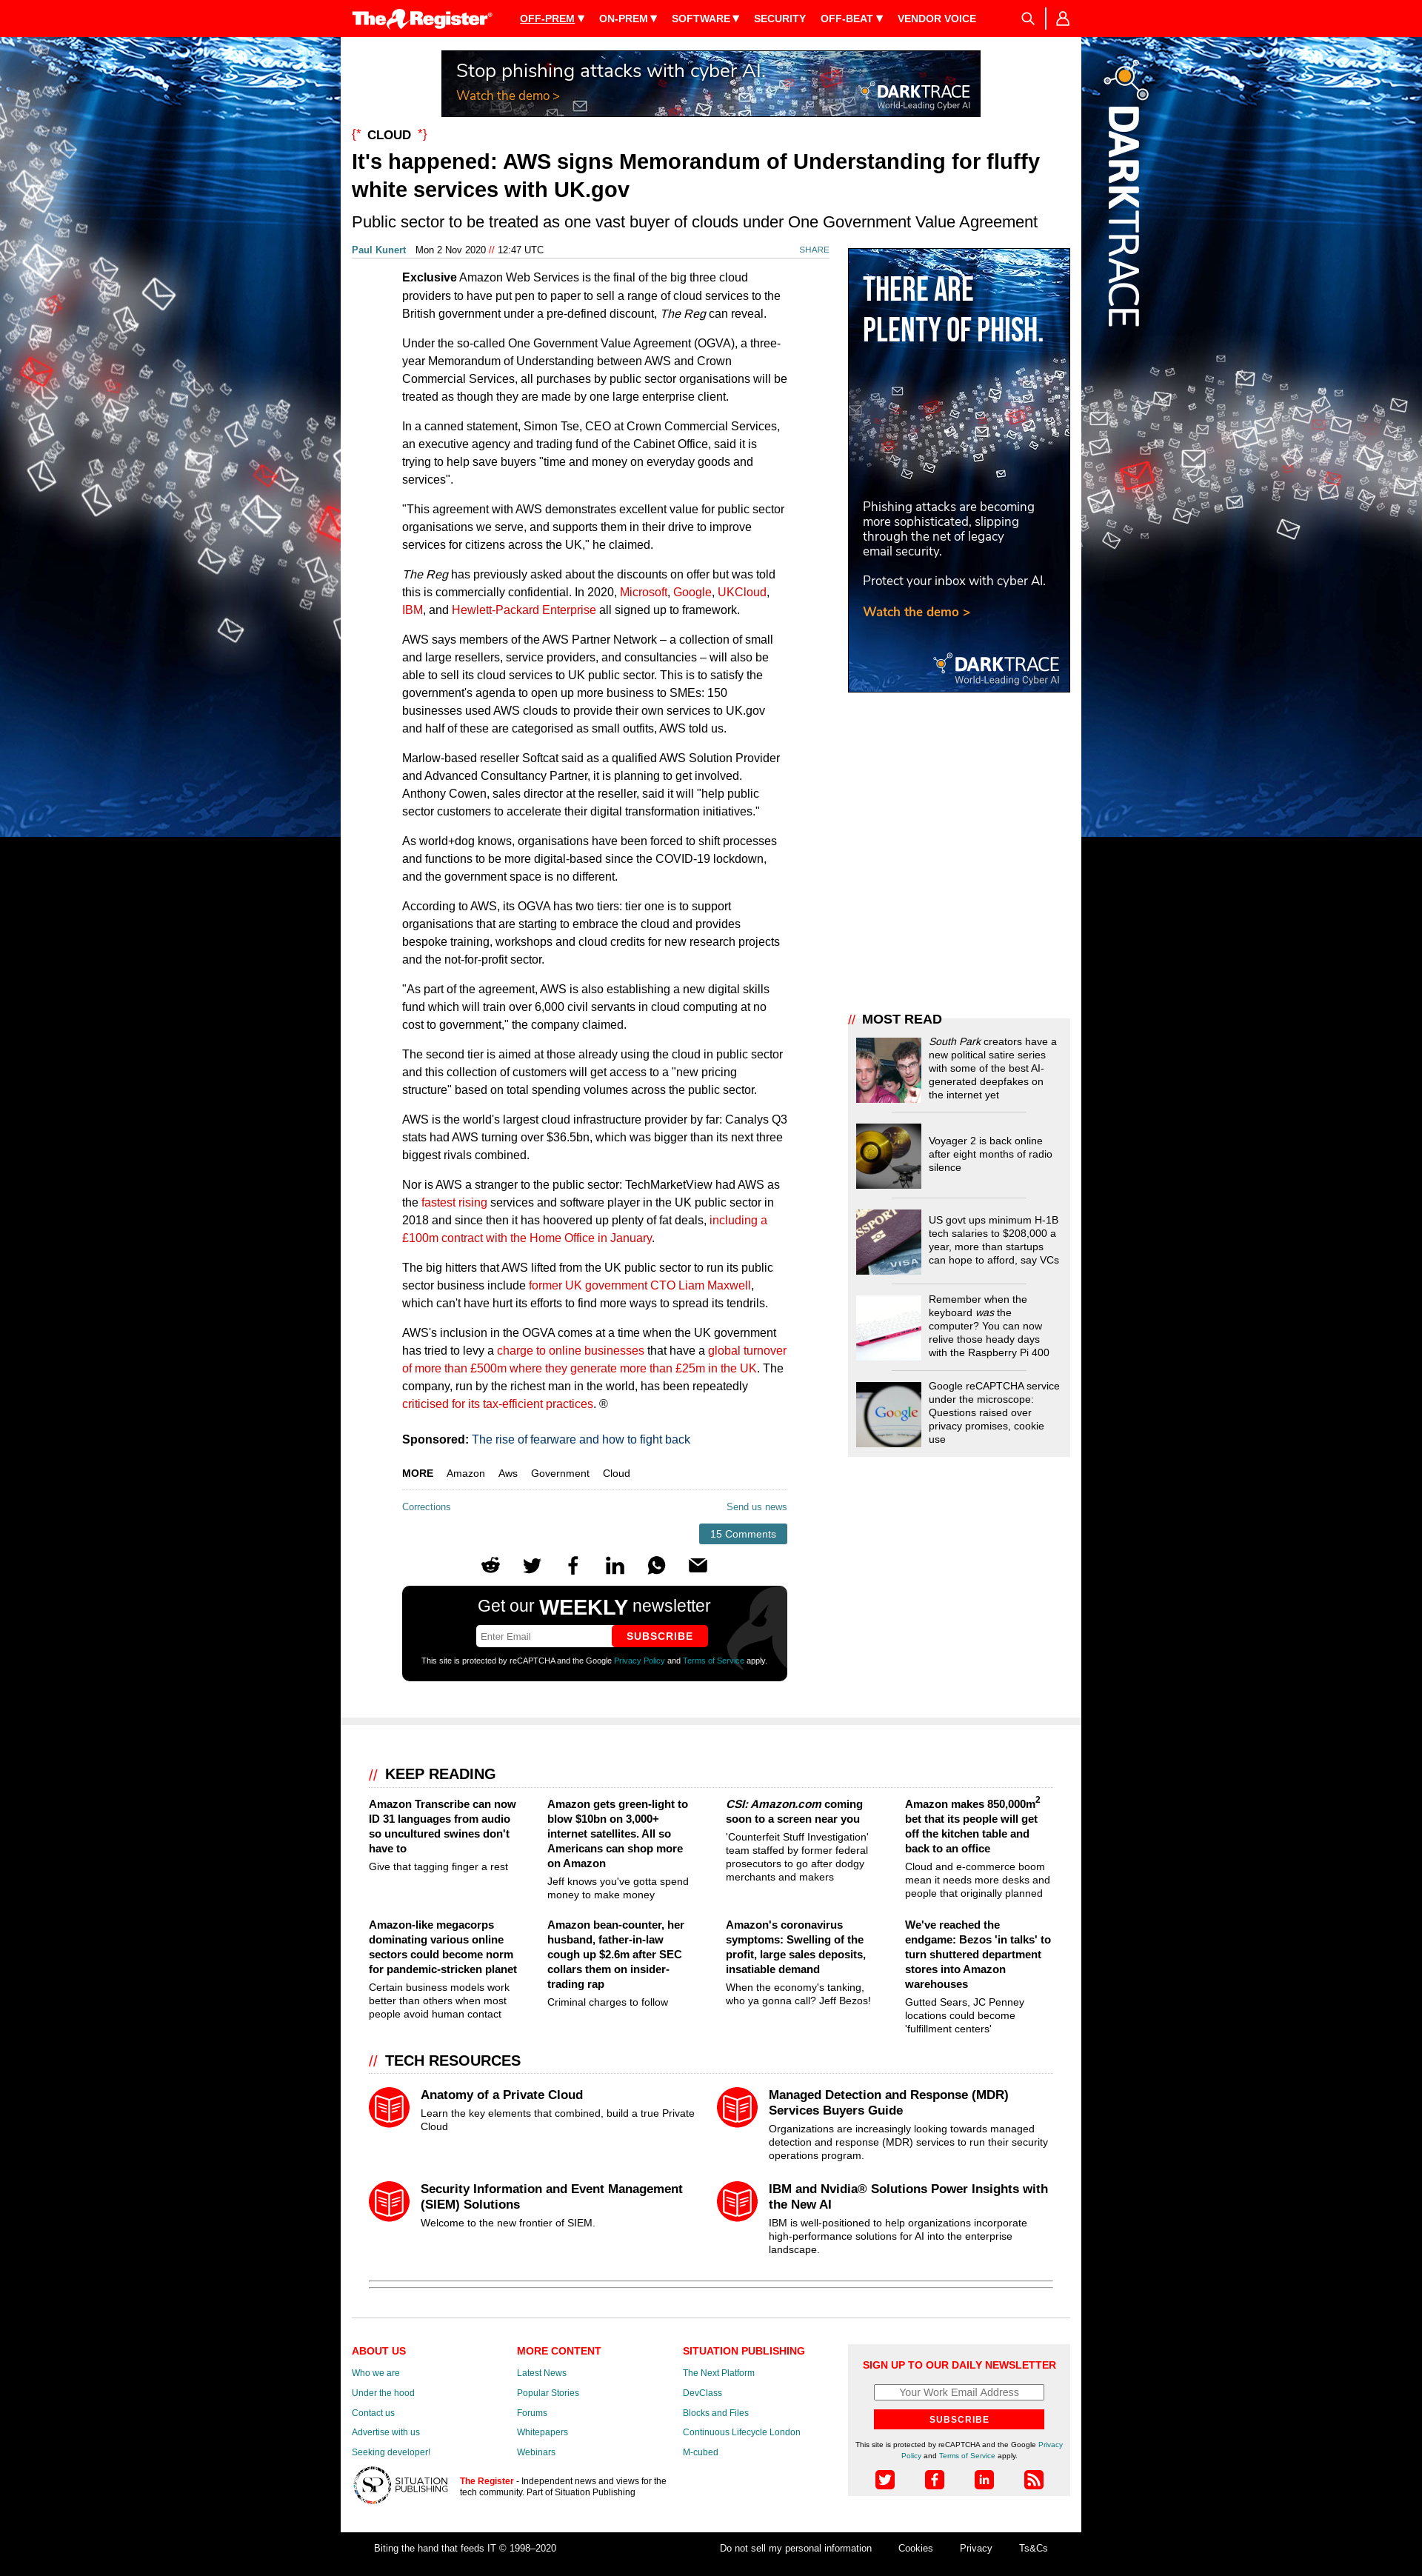 The Register®
OFF-PREM ▼ ON-PREM ▼ SOFTWARE ▼ SECURITY OFF-BEAT ▼ VENDOR VOICE
Stop phishing attacks with cyber AI.
Watch the demo >
DARKTRACE
World-Leading Cyber AI
DARKTRACE
{* CLOUD *}
It's happened: AWS signs Memorandum of Understanding for fluffy
white services with UK.gov
Public sector to be treated as one vast buyer of clouds under One Government Value Agreement
Paul Kunert Mon 2 Nov 2020 // 12:47 UTC
SHARE
Exclusive Amazon Web Services is the final of the big three cloud
providers to have put pen to paper to sell a range of cloud services to the
British government under a pre-defined discount, The Reg can reveal.
Under the so-called One Government Value Agreement (OGVA), a three-
year Memorandum of Understanding between AWS and Crown
Commercial Services, all purchases by public sector organisations will be
treated as though they are made by one large enterprise client.
In a canned statement, Simon Tse, CEO at Crown Commercial Services,
an executive agency and trading fund of the Cabinet Office, said it is
trying to help save buyers "time and money on everyday goods and
services".
"This agreement with AWS demonstrates excellent value for public sector
organisations we serve, and supports them in their drive to improve
services for citizens across the UK," he claimed.
The Reg has previously asked about the discounts on offer but was told
this is commercially confidential. In 2020, Microsoft, Google, UKCloud,
IBM, and Hewlett-Packard Enterprise all signed up to framework.
AWS says members of the AWS Partner Network – a collection of small
and large resellers, service providers, and consultancies – will also be
able to sell its cloud services to UK public sector. This is to satisfy the
government's agenda to open up more business to SMEs: 150
businesses used AWS clouds to provide their own services to UK.gov
and half of these are categorised as small outfits, AWS told us.
Marlow-based reseller Softcat said as a qualified AWS Solution Provider
and Advanced Consultancy Partner, it is planning to get involved.
Anthony Cowen, sales director at the reseller, said it will "help public
sector customers to accelerate their digital transformation initiatives."
As world+dog knows, organisations have been forced to shift processes
and functions to be more digital-based since the COVID-19 lockdown,
and the government space is no different.
According to AWS, its OGVA has two tiers: tier one is to support
organisations that are starting to embrace the cloud and provides
bespoke training, workshops and cloud credits for new research projects
and the not-for-profit sector.
"As part of the agreement, AWS is also establishing a new digital skills
fund which will train over 6,000 civil servants in cloud computing at no
cost to government," the company claimed.
The second tier is aimed at those already using the cloud in public sector
and this collection of customers will get access to a "new pricing
structure" based on total spending volumes across the public sector.
AWS is the world's largest cloud infrastructure provider by far: Canalys Q3
stats had AWS turning over $36.5bn, which was bigger than its next three
biggest rivals combined.
Nor is AWS a stranger to the public sector: TechMarketView had AWS as
the fastest rising services and software player in the UK public sector in
2018 and since then it has hoovered up plenty of fat deals, including a
£100m contract with the Home Office in January.
The big hitters that AWS lifted from the UK public sector to run its public
sector business include former UK government CTO Liam Maxwell,
which can't have hurt its efforts to find more ways to spread its tendrils.
AWS's inclusion in the OGVA comes at a time when the UK government
has tried to levy a charge to online businesses that have a global turnover
of more than £500m where they generate more than £25m in the UK. The
company, run by the richest man in the world, has been repeatedly
criticised for its tax-efficient practices. ®
Sponsored: The rise of fearware and how to fight back
MORE Amazon Aws Government Cloud
Corrections Send us news
15 Comments
Get our WEEKLY newsletter
Enter Email SUBSCRIBE
This site is protected by reCAPTCHA and the Google Privacy Policy and Terms of Service apply.
THERE ARE
PLENTY OF PHISH.
Phishing attacks are becoming
more sophisticated, slipping
through the net of legacy
email security.
Protect your inbox with cyber AI.
Watch the demo >
DARKTRACE
World-Leading Cyber AI
// MOST READ
South Park creators have a
new political satire series
with some of the best AI-
generated deepfakes on
the internet yet
Voyager 2 is back online
after eight months of radio
silence
PASSPORT
VISA
US govt ups minimum H-1B
tech salaries to $208,000 a
year, more than startups
can hope to afford, say VCs
Remember when the
keyboard was the
computer? You can now
relive those heady days
with the Raspberry Pi 400
Google
Google reCAPTCHA service
under the microscope:
Questions raised over
privacy promises, cookie
use
// KEEP READING
Amazon Transcribe can now
ID 31 languages from audio
so uncultured swines don't
have to
Give that tagging finger a rest
Amazon gets green-light to
blow $10bn on 3,000+
internet satellites. All so
Americans can shop more
on Amazon
Jeff knows you've gotta spend
money to make money
CSI: Amazon.com coming
soon to a screen near you
'Counterfeit Stuff Investigation'
team staffed by former federal
prosecutors to go after dodgy
merchants and makers
Amazon makes 850,000m2
bet that its people will get
off the kitchen table and
back to an office
Cloud and e-commerce boom
mean it needs more desks and
people that originally planned
Amazon-like megacorps
dominating various online
sectors could become norm
for pandemic-stricken planet
Certain business models work
better than others when most
people avoid human contact
Amazon bean-counter, her
husband, father-in-law
cough up $2.6m after SEC
collars them on insider-
trading rap
Criminal charges to follow
Amazon's coronavirus
symptoms: Swelling of the
profit, large sales deposits,
insatiable demand
When the economy's tanking,
who ya gonna call? Jeff Bezos!
We've reached the
endgame: Bezos 'in talks' to
turn shuttered department
stores into Amazon
warehouses
Gutted Sears, JC Penney
locations could become
'fulfillment centers'
// TECH RESOURCES
Anatomy of a Private Cloud
Learn the key elements that combined, build a true Private
Cloud
Managed Detection and Response (MDR)
Services Buyers Guide
Organizations are increasingly looking towards managed
detection and response (MDR) services to run their security
operations program.
Security Information and Event Management
(SIEM) Solutions
Welcome to the new frontier of SIEM.
IBM and Nvidia® Solutions Power Insights with
the New AI
IBM is well-positioned to help organizations incorporate
high-performance solutions for AI into the enterprise
landscape.
ABOUT US
Who we are
Under the hood
Contact us
Advertise with us
Seeking developer!
MORE CONTENT
Latest News
Popular Stories
Forums
Whitepapers
Webinars
SITUATION PUBLISHING
The Next Platform
DevClass
Blocks and Files
Continuous Lifecycle London
M-cubed
SIGN UP TO OUR DAILY NEWSLETTER
Your Work Email Address
SUBSCRIBE
This site is protected by reCAPTCHA and the Google Privacy
Policy and Terms of Service apply.
SP SITUATION
PUBLISHING
The Register - Independent news and views for the
tech community. Part of Situation Publishing
Biting the hand that feeds IT © 1998–2020
Do not sell my personal information Cookies Privacy Ts&Cs